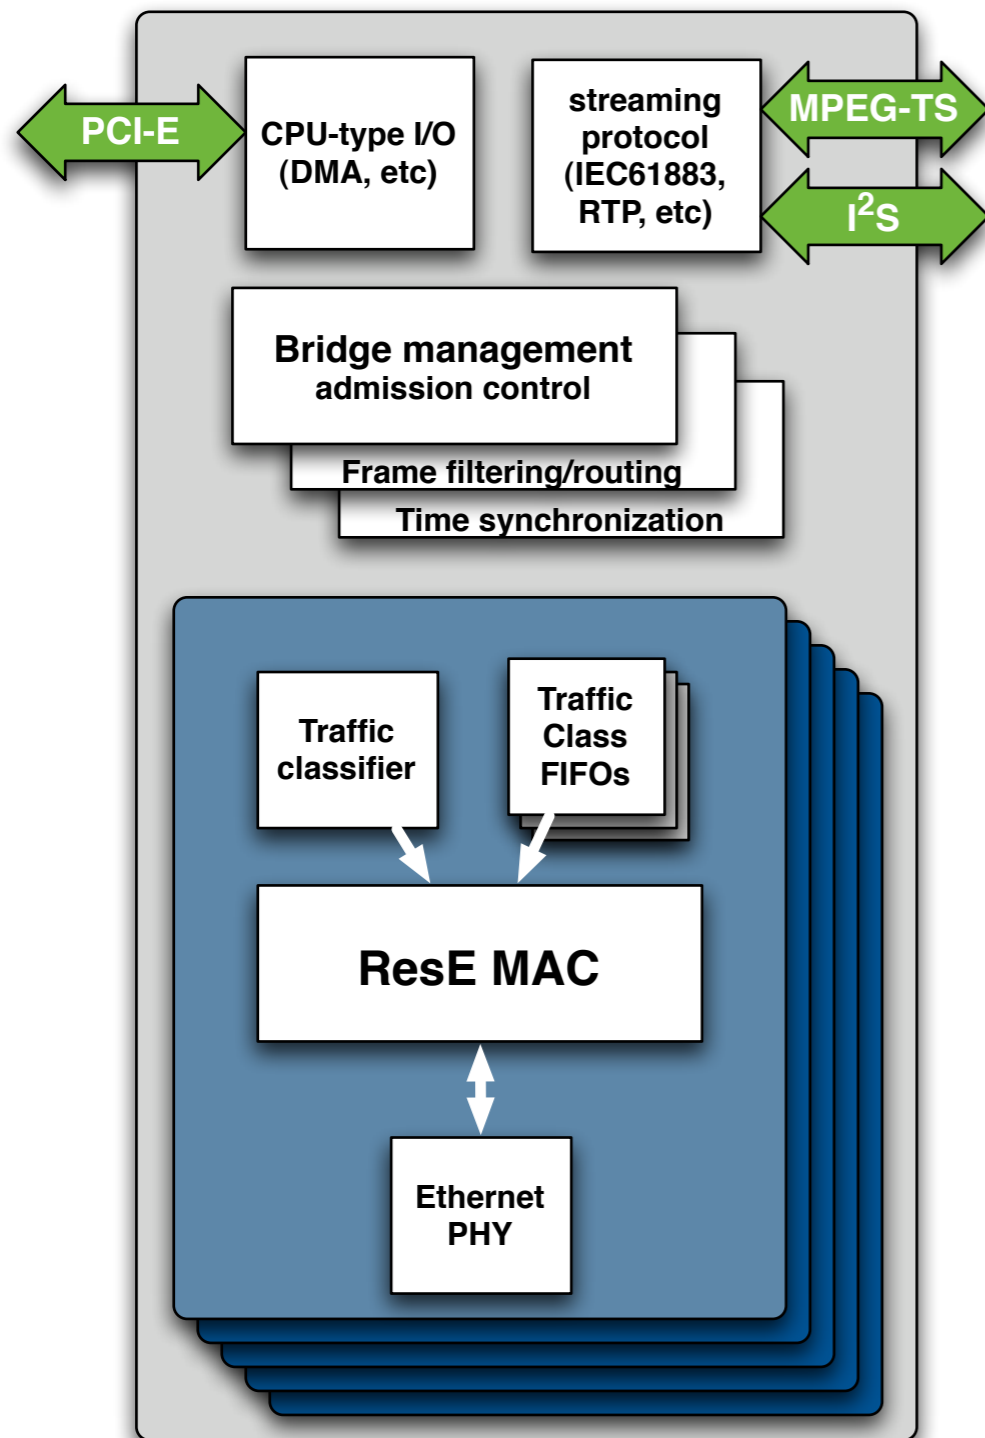 PCI-E
CPU-type I/O
(DMA, etc)
streaming
protocol
(IEC61883,
RTP, etc)
MPEG-TS
I²S
Bridge management
admission control
Frame filtering/routing
Time synchronization
Traffic
classifier
Traffic
Class
FIFOs
ResE MAC
Ethernet
PHY